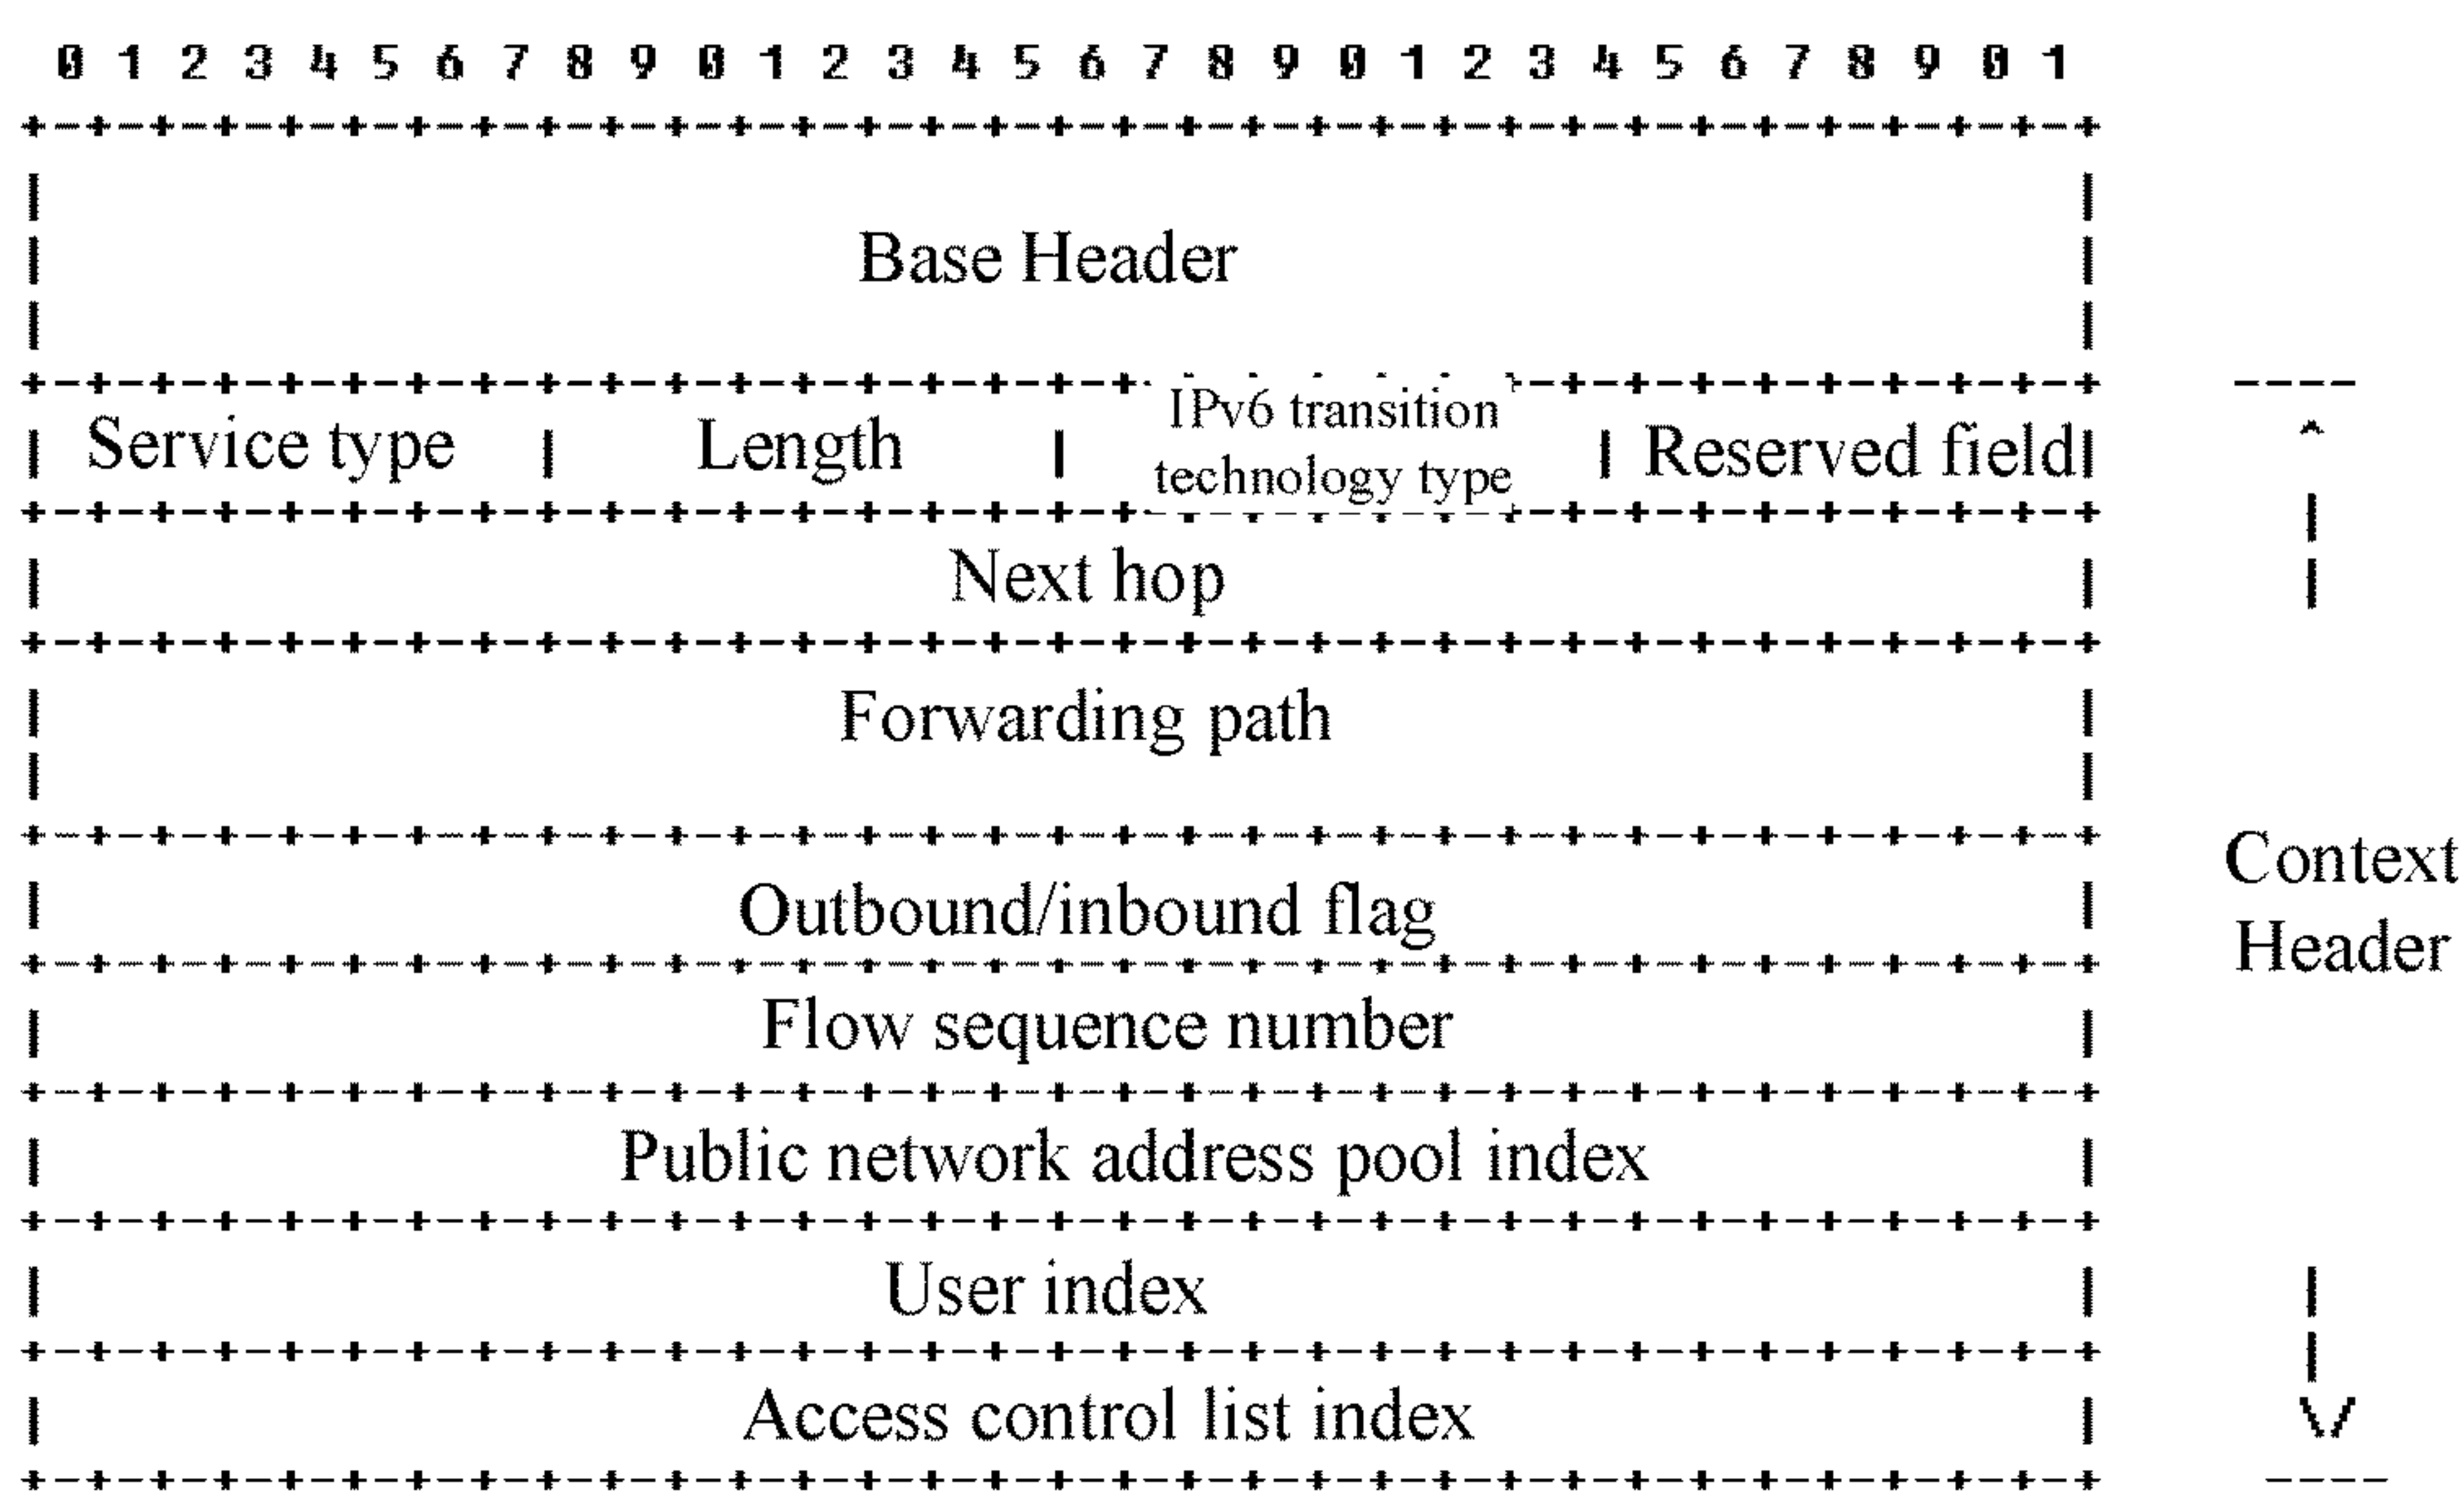 0 1 2 3 4 5 6 7 8 9 0 1 2 3 4 5 6 7 8 9 0 1 2 3 4 5 6 7 8 9 0 1
Base Header
IPv6 transition
Service type | Length | technology type | Reserved field
Next hop
Forwarding path
Outbound/inbound flag
Context
Header
Flow sequence number
Public network address pool index
User index
Access control list index